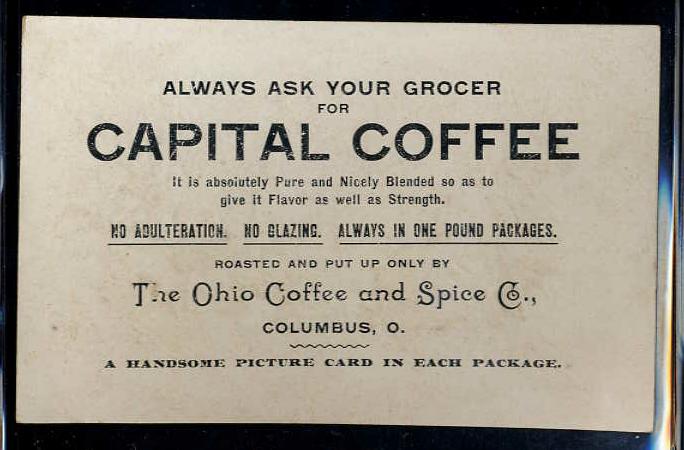 ALWAYS ASK YOUR GROCER
FOR
CAPITAL COFFEE
It is absolutely Pure and Nicely Blended so as to
give it Flavor as well as Strength.
NO ADULTERATION. NO GLAZING. ALWAYS IN ONE POUND PACKAGES.
ROASTED AND PUT UP ONLY BY
The Ohio Coffee and Spice Co.,
COLUMBUS, O.
A HANDSOME PICTURE CARD IN EACH PACKAGE.